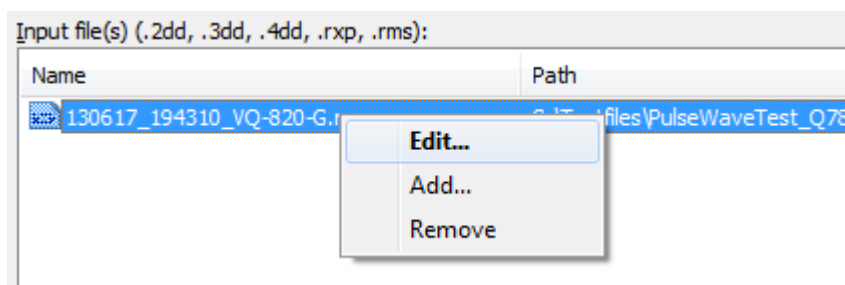 Input file(s) (.2dd, .3dd, .4dd, .rxp, .rms):
Name Path
130617_194310_VQ-820-G.r files\PulseWaveTest_Q78
Edit...
Add...
Remove